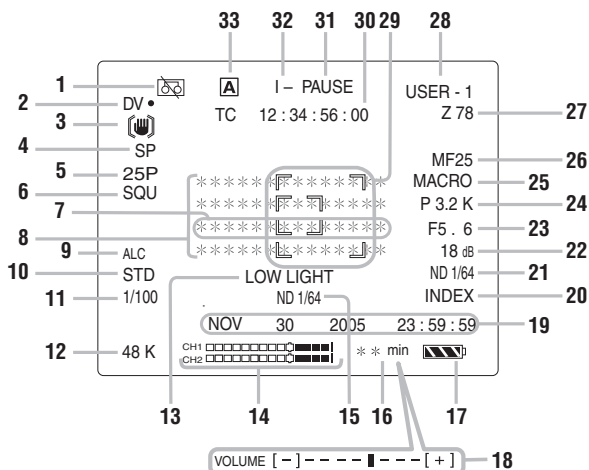 33 32 31 30 29 28
1 A I – PAUSE USER - 1
2 DV • TC 12 : 34 : 56 : 00 Z 78 27
3
4 SP MF25 26
5 25P ***************** MACRO 25
6 SQU ***************** P 3.2 K 24
7 ***************** F5 . 6 23
8 ***************** 18 dB 22
9 ALC ND 1/64 21
10 STD LOW LIGHT INDEX 20
11 1/100 ND 1/64
NOV 30 2005 23 : 59 : 59 19
12 48 K CH1 ** min
CH2
13 14 15 16 17
VOLUME [ – ] – – – – – – – – – – [ + ] 18